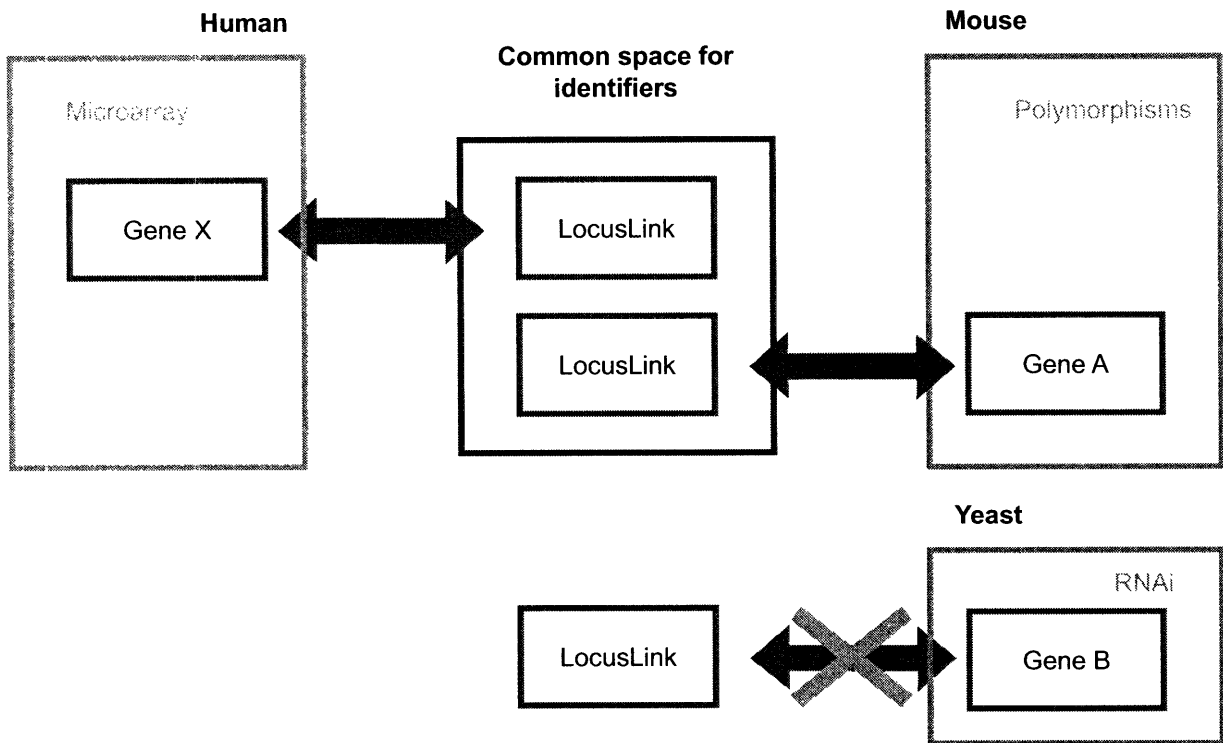 Human
Mouse
Common space for
identifiers
Microarray
Polymorphisms
Gene X
LocusLink
LocusLink
Gene A
Yeast
RNAi
LocusLink
Gene B